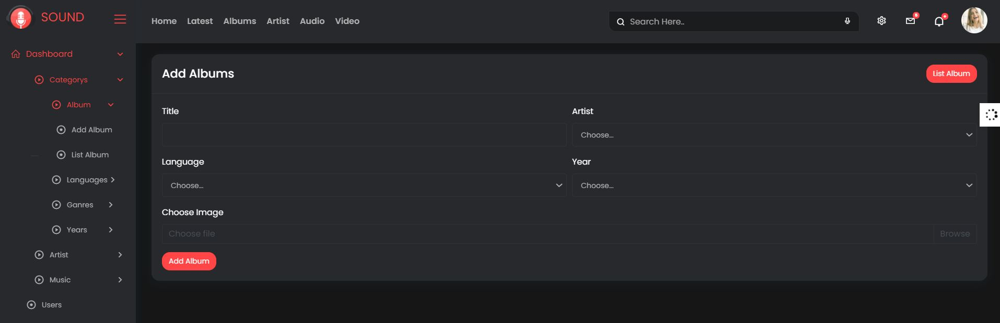 SOUND
Home Latest Albums Artist Audio Video
Search Here..
5
+
Dashboard
Categorys
Album
Add Album
List Album
Languages
Ganres
Years
Artist
Music
Users
Add Albums
List Album
Title
Artist
Choose...
Language
Year
Choose...
Choose...
Choose Image
Choose file
Browse
Add Album